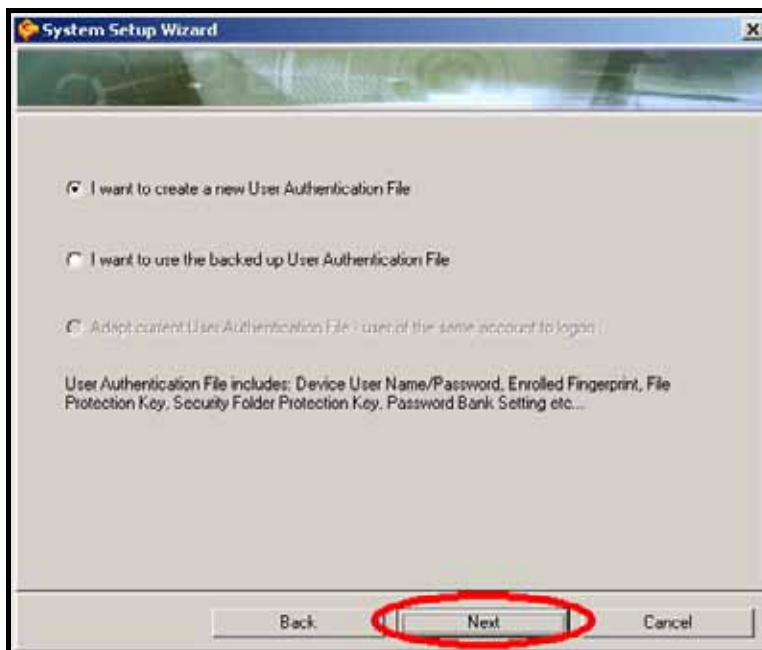 System Setup Wizard
I want to create a new User Authentication File
I want to use the backed up User Authentication File
Adapt current User Authentication File - user of the same account to logon
User Authentication File includes: Device User Name/Password, Enrolled Fingerprint, File
Protection Key, Security Folder Protection Key, Password Bank Setting etc...
Back
Next
Cancel